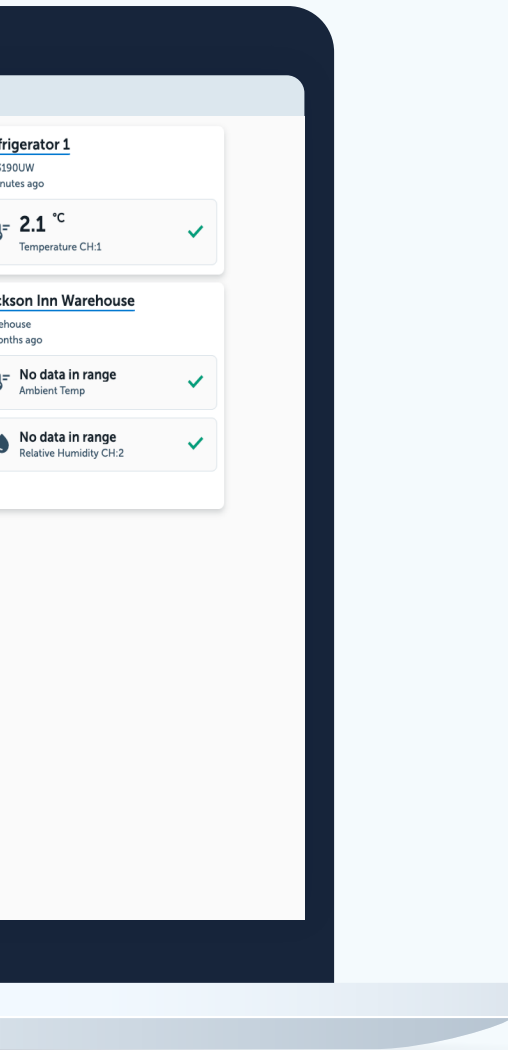 frigerator 1
190UW
nutes ago
2.1 °C
Temperature CH:1
ckson Inn Warehouse
ehouse
onths ago
No data in range
Ambient Temp
No data in range
Relative Humidity CH:2